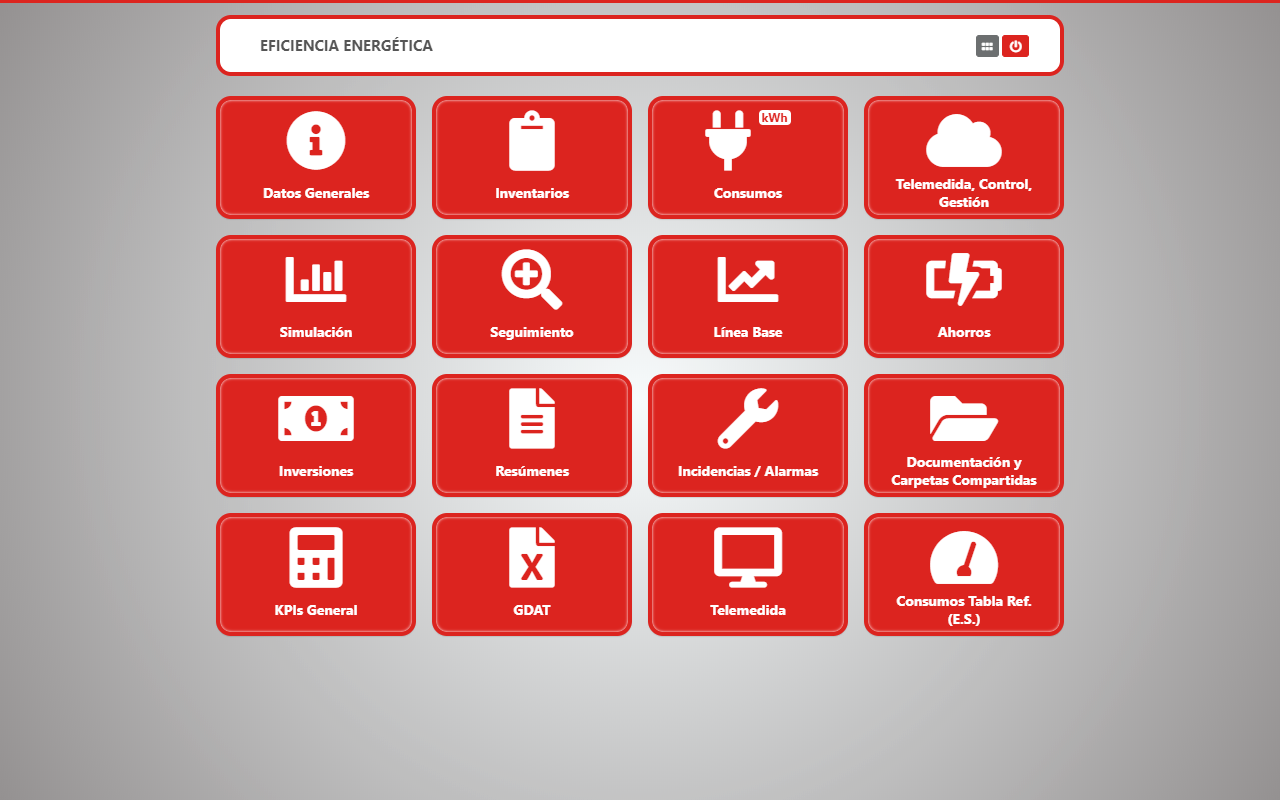 EFICIENCIA ENERGÉTICA
Datos Generales
Inventarios
kWh
Consumos
Telemedida, Control,
Gestión
Simulación
Seguimiento
Línea Base
Ahorros
1
Inversiones
Resúmenes
Incidencias / Alarmas
Documentación y
Carpetas Compartidas
KPIs General
X
GDAT
Telemedida
Consumos Tabla Ref.
(E.S.)